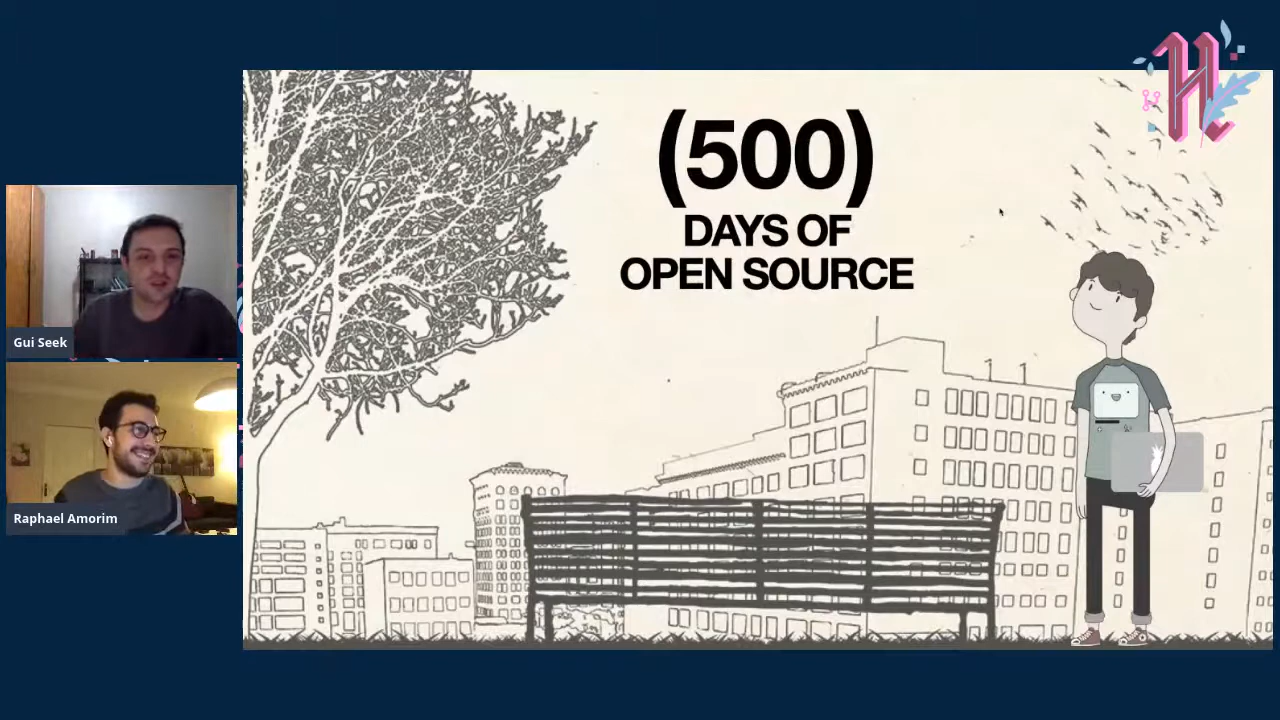 (500)
DAYS OF
OPEN SOURCE
Gui Seek
Raphael Amorim